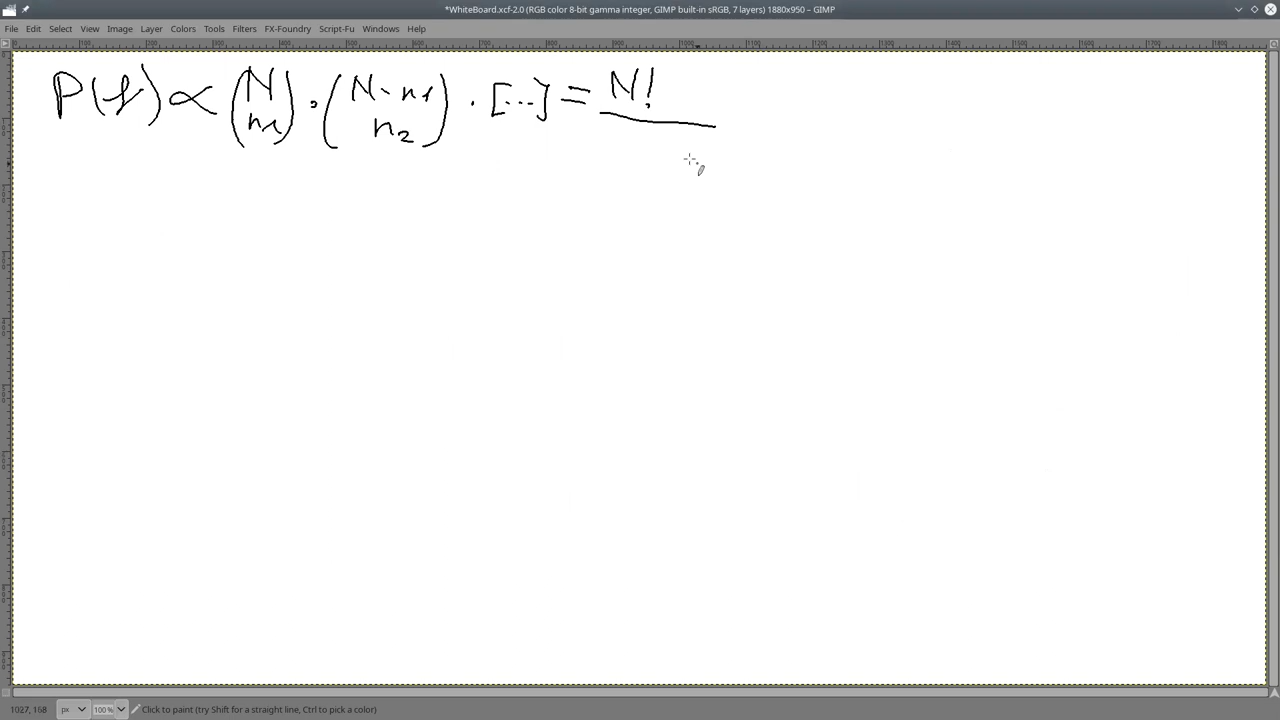 *WhiteBoard.xcf-2.0 (RGB color 8-bit gamma integer, GIMP built-in sRGB, 7 layers) 1880x950 – GIMP
File Edit Select View Image Layer Colors Tools Filters FX-Foundry Script-Fu Windows Help
P(f) ∝ (N n1) · (N-n1 n2) · [...] = N!
1027, 168 px 100% Click to paint (try Shift for a straight line, Ctrl to pick a color)